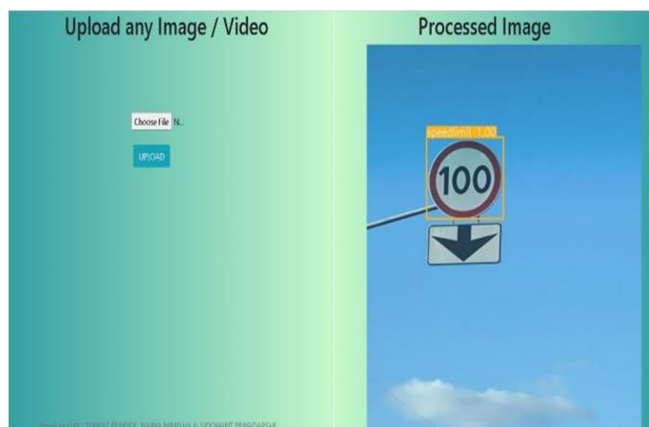 Upload any Image / Video
Choose File N...
UPLOAD
Processed Image
speedlimit 1.00
100